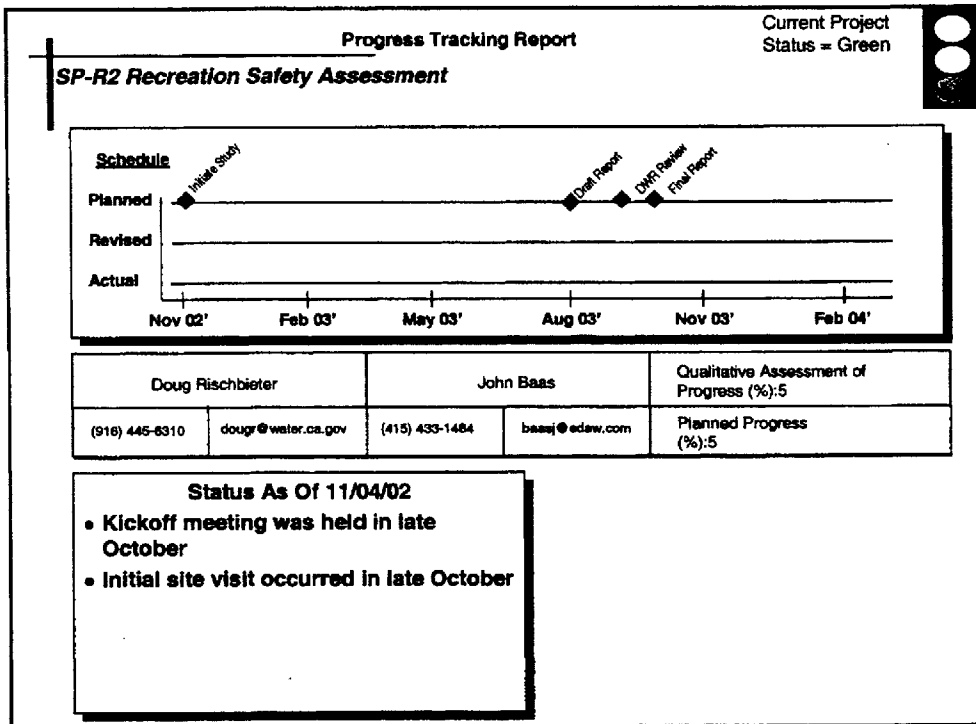 Progress Tracking Report
Current Project
Status = Green
SP-R2 Recreation Safety Assessment
Schedule
Initiate Study
Draft Report
DWR Review
Final Report
Planned
Revised
Actual
Nov 02' Feb 03' May 03' Aug 03' Nov 03' Feb 04'
Doug Rischbieter John Baas Qualitative Assessment of
Progress (%):5
(916) 445-6310 dougr@water.ca.gov (415) 433-1484 baasj@edaw.com Planned Progress
(%):5
Status As Of 11/04/02
• Kickoff meeting was held in late
October
• Initial site visit occurred in late October